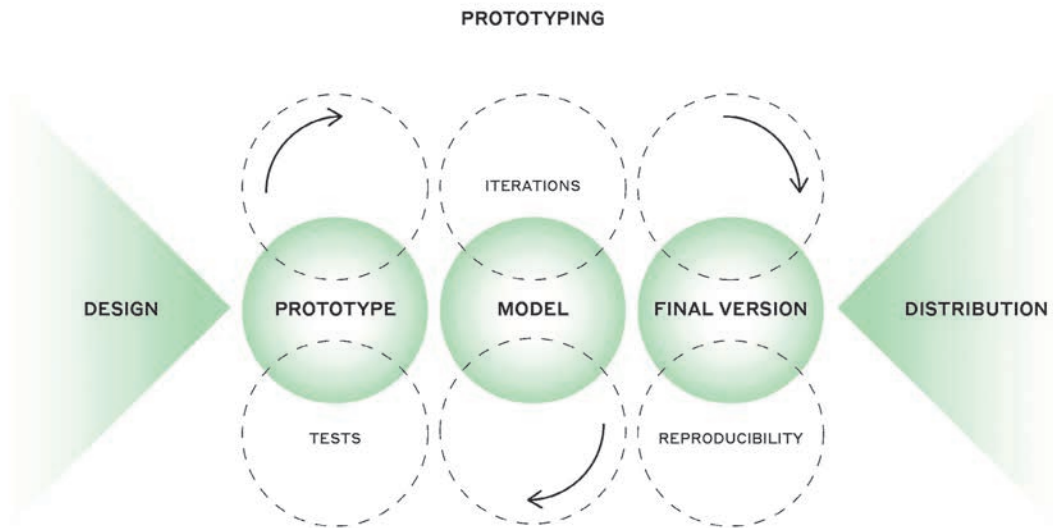 PROTOTYPING
ITERATIONS
DESIGN
PROTOTYPE
MODEL
FINAL VERSION
DISTRIBUTION
TESTS
REPRODUCIBILITY